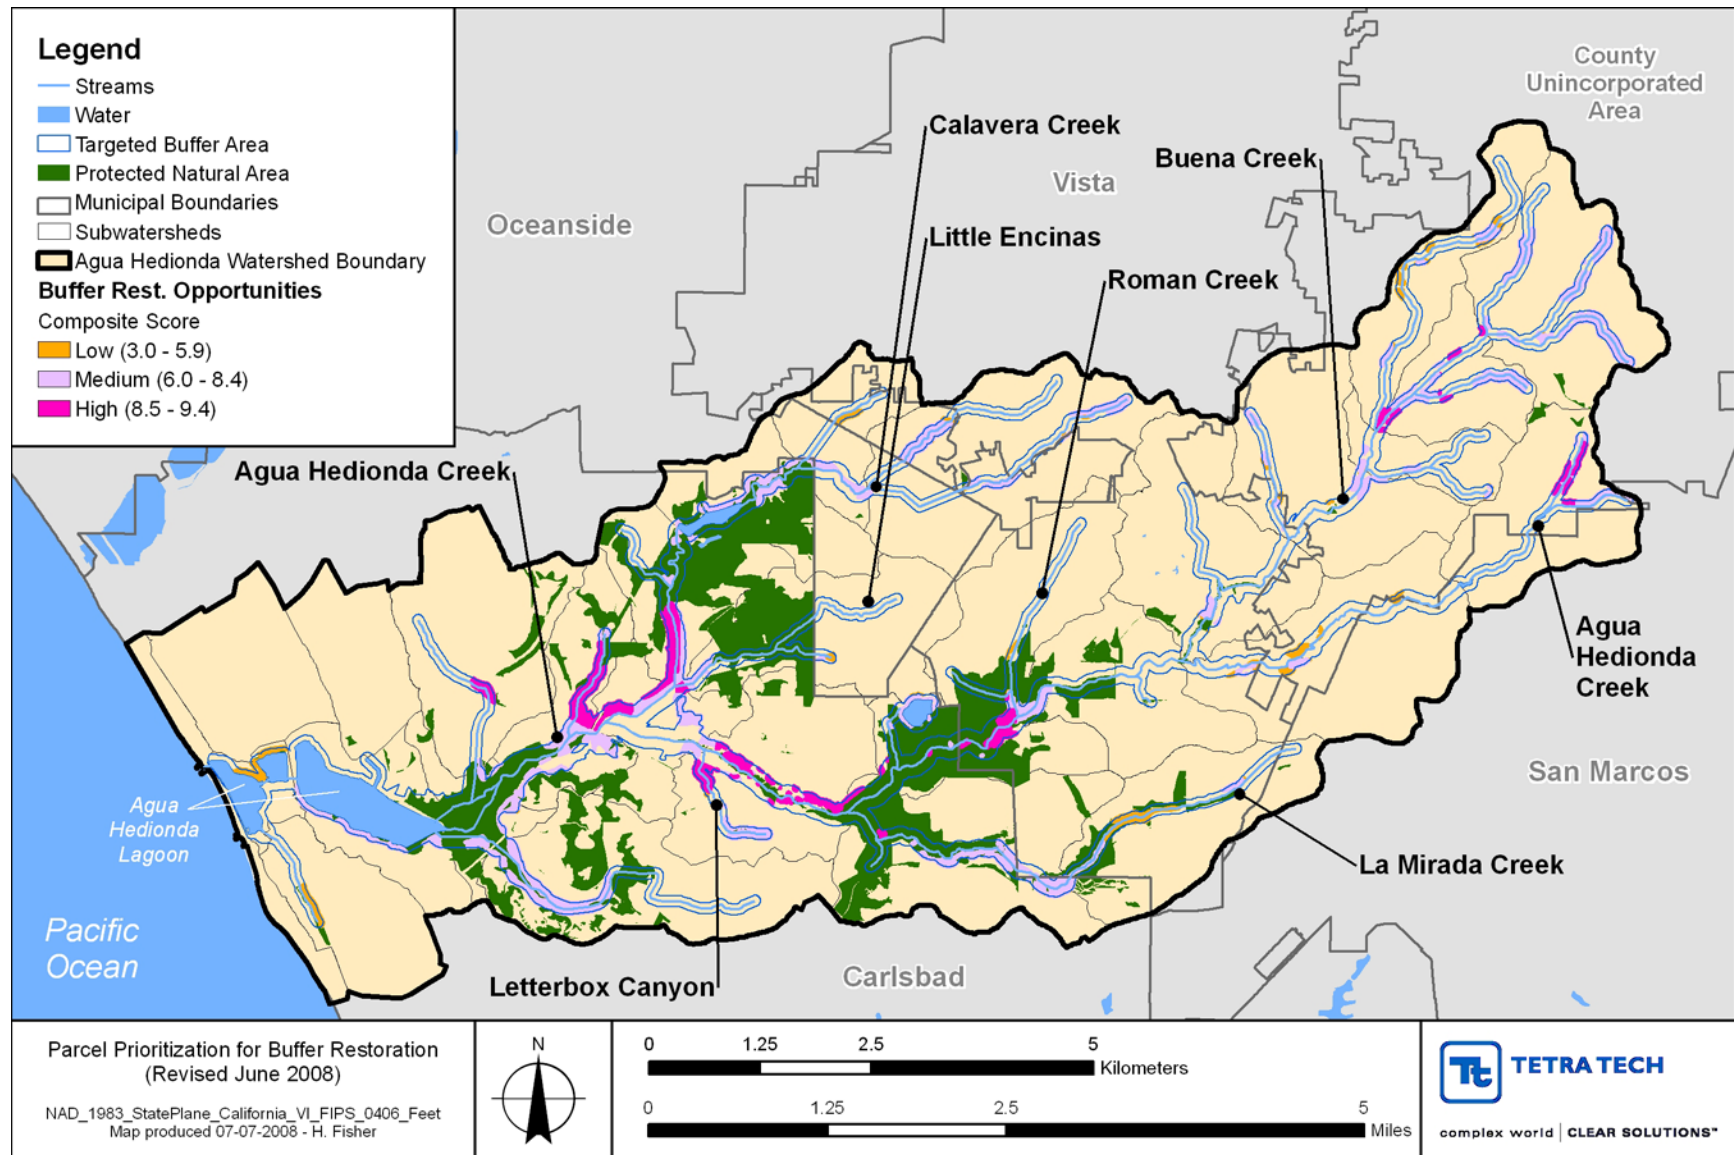 Legend
Streams
Water
Targeted Buffer Area
Protected Natural Area
Municipal Boundaries
Subwatersheds
Agua Hedionda Watershed Boundary
Buffer Rest. Opportunities
Composite Score
Low (3.0 - 5.9)
Medium (6.0 - 8.4)
High (8.5 - 9.4)
County
Unincorporated
Area
Calavera Creek
Buena Creek
Vista
Oceanside
Little Encinas
Roman Creek
Agua Hedionda Creek
Agua
Hedionda
Creek
San Marcos
Agua
Hedionda
Lagoon
La Mirada Creek
Pacific
Ocean
Letterbox Canyon
Carlsbad
Parcel Prioritization for Buffer Restoration
(Revised June 2008)
NAD_1983_StatePlane_California_VI_FIPS_0406_Feet
Map produced 07-07-2008 - H. Fisher
N
0 1.25 2.5 5
Kilometers
0 1.25 2.5 5
Miles
Tt TETRA TECH
complex world | CLEAR SOLUTIONS™